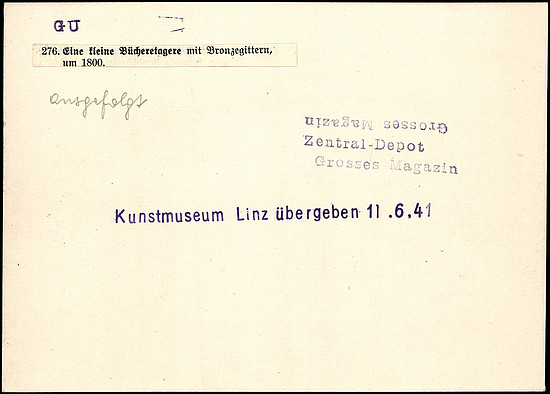 GU
276. Eine kleine Bücheretagere mit Bronzegittern,
um 1800.
ausgefolgt
Grosses Magazin
Zentral-Depot
Grosses Magazin
Kunstmuseum Linz übergeben 11.6.41